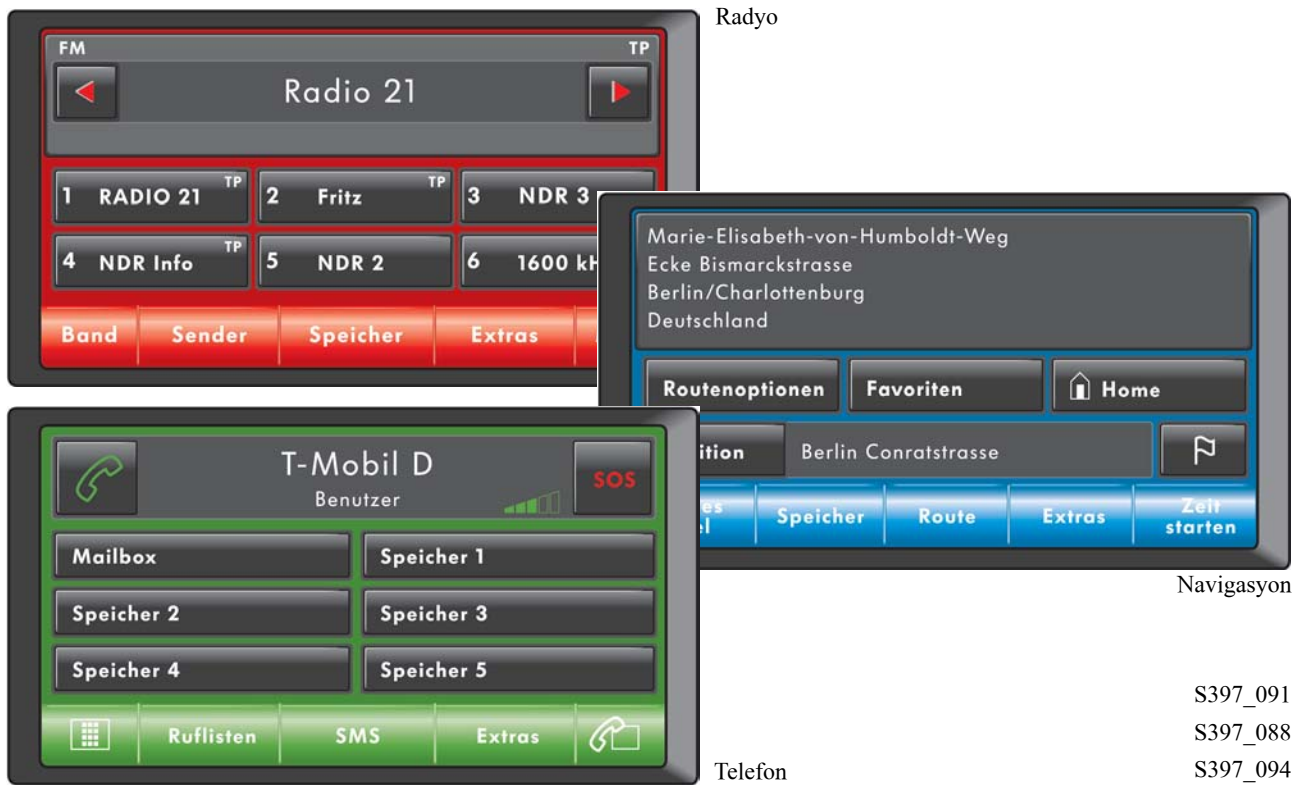 Radyo
FM TP
Radio 21
1 RADIO 21 TP 2 Fritz TP 3 NDR 3
4 NDR Info TP 5 NDR 2 6 1600
Band Sender Speicher Extras
Marie-Elisabeth-von-Humboldt-Weg
Ecke Bismarckstrasse
Berlin/Charlottenburg
Deutschland
Routenoptionen Favoriten Home
ition Berlin Conratstrasse
Speicher Route Extras Zeit
starten
Navigasyon
T-Mobil D
Benutzer
SOS
Mailbox Speicher 1
Speicher 2 Speicher 3
Speicher 4 Speicher 5
Ruflisten SMS Extras
Telefon
S397_091
S397_088
S397_094